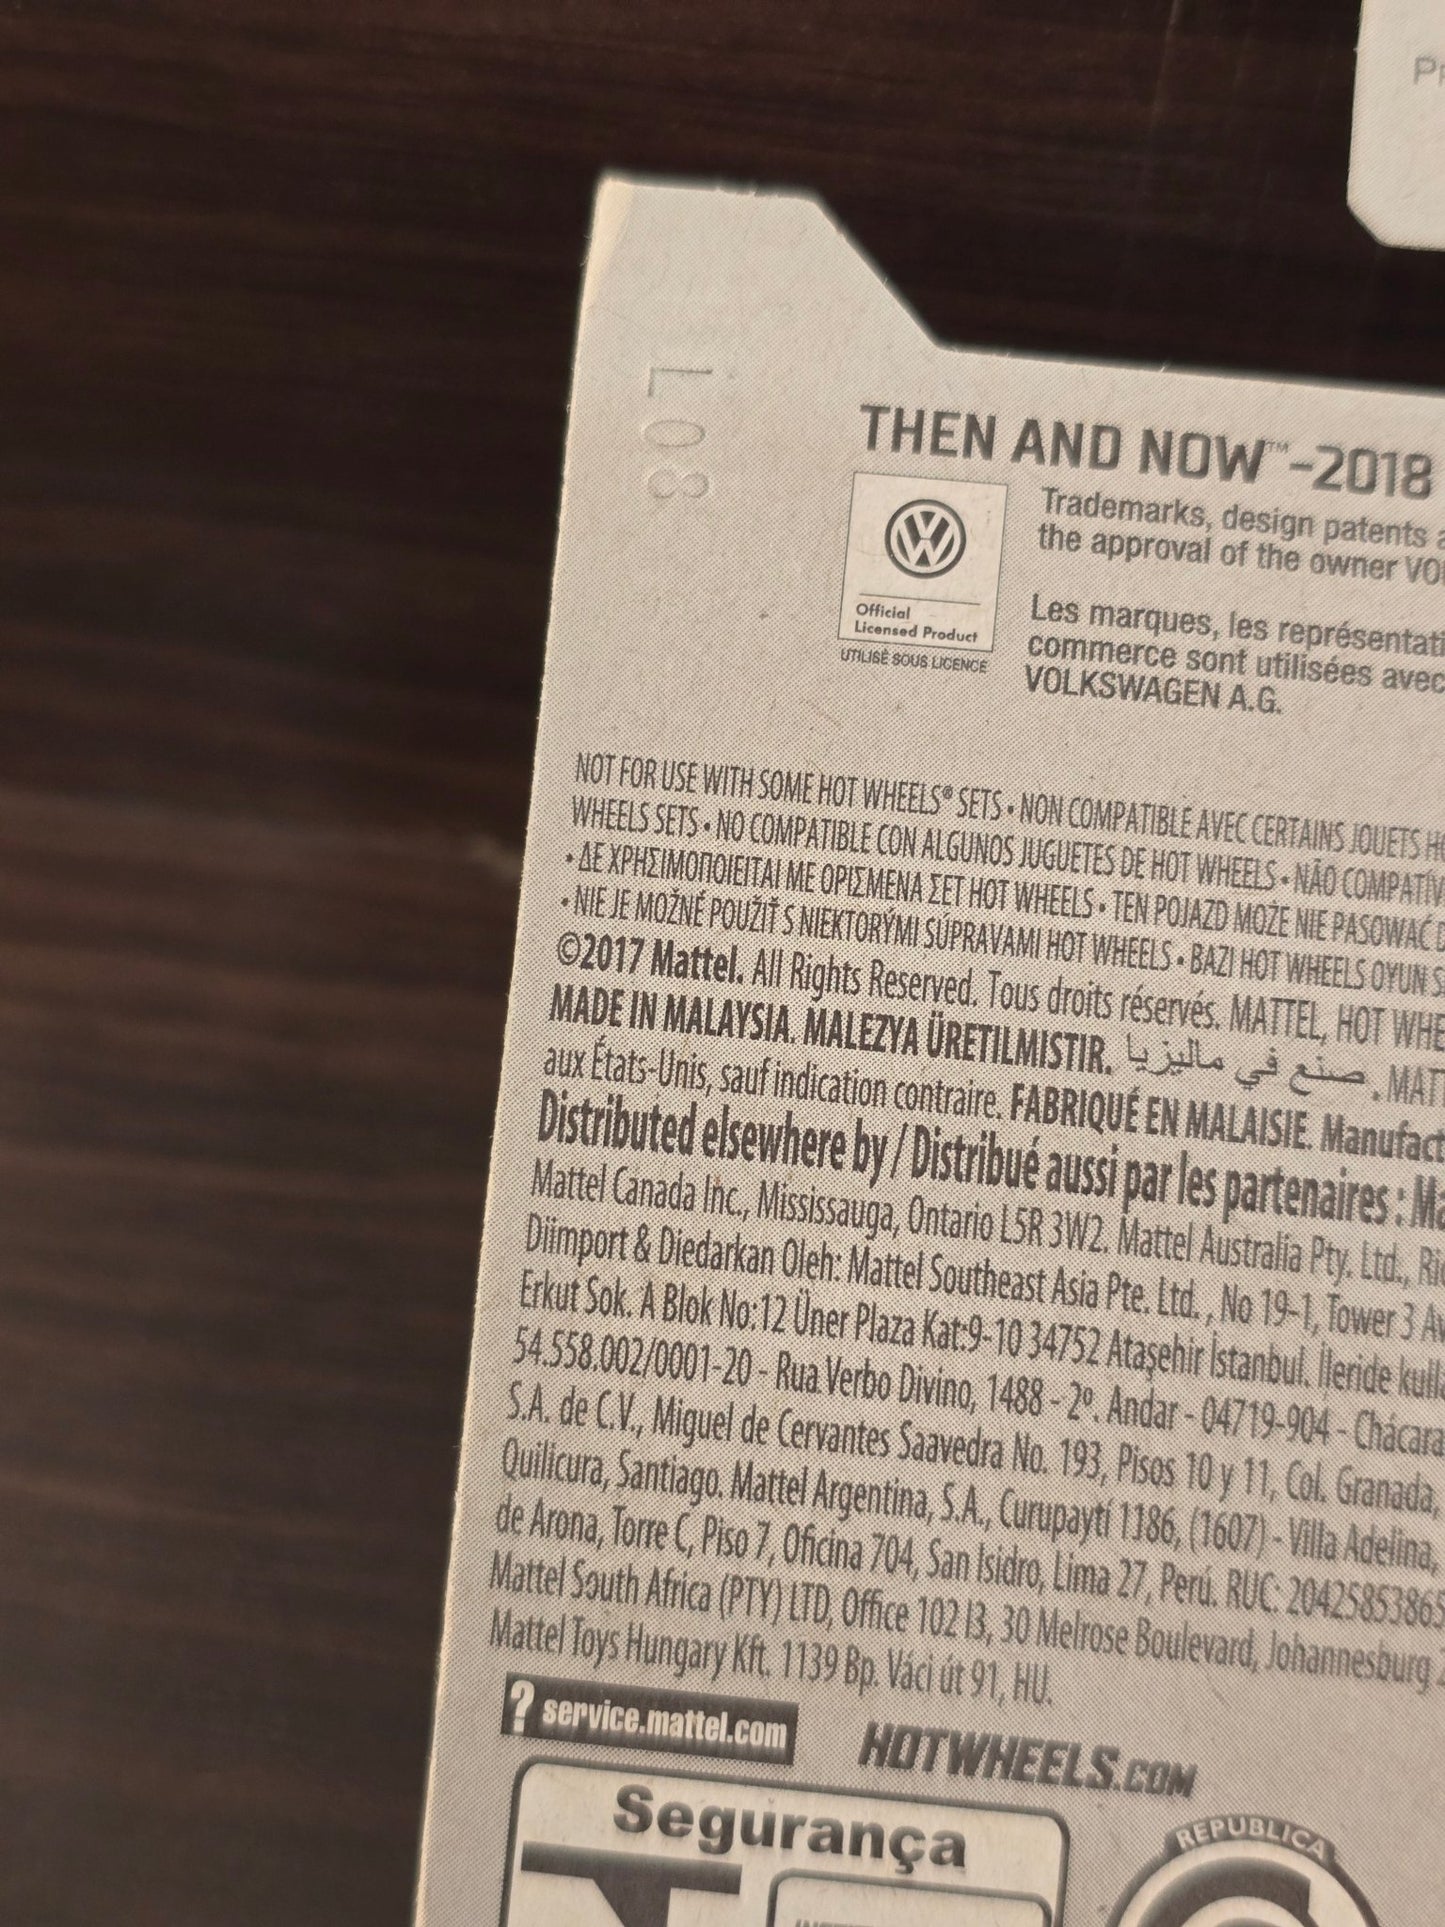 L08
THEN AND NOW™-2018
Trademarks, design patents
the approval of the owner
Official
Licensed Product
UTILISÉ SOUS LICENCE
Les marques, les
commerce sont utilisées avec
VOLKSWAGEN A.G.
NOT FOR USE WITH SOME HOT WHEELS® SETS • NON COMPATIBLE AVEC CERTAINS JOUETS
WHEELS SETS • NO COMPATIBLE CON ALGUNOS JUGUETES DE HOT WHEELS • NÃO
• ΔΕ ΧΡΗΣΙΜΟΠΟΙΕΙΤΑΙ ΜΕ ΟΡΙΣΜΕΝΑ ΣΕΤ HOT WHEELS • TEN POJAZD MOŻE NIE PASOWAĆ
• NIE JE MOŽNÉ POUŽIŤ S NIEKTORÝMI SÚPRAVAMI HOT WHEELS • BAZI HOT WHEELS OYUN
©2017 Mattel. All Rights Reserved. Tous droits réservés. MATTEL, HOT
MADE IN MALAYSIA. MALEZYA ÜRETILMISTIR. صنع في ماليزيا.
aux États-Unis, sauf indication contraire. FABRIQUÉ EN MALAISIE.
Distributed elsewhere by / Distribué aussi par les partenaires :
Mattel Canada Inc., Mississauga, Ontario L5R 3W2. Mattel Australia Pty. Ltd.,
Diimport & Diedarkan Oleh: Mattel Southeast Asia Pte. Ltd. , No 19-1, Tower 3
Erkut Sok. A Blok No:12 Üner Plaza Kat:9-10 34752 Ataşehir İstanbul. İleride
54.558.002/0001-20 - Rua Verbo Divino, 1488 - 2º. Andar - 04719-904 - Chácara
S.A. de C.V., Miguel de Cervantes Saavedra No. 193, Pisos 10 y 11, Col. Granada,
Quilicura, Santiago. Mattel Argentina, S.A., Curupaytí 1186, (1607) - Villa Adelina,
de Arona, Torre C, Piso 7, Oficina 704, San Isidro, Lima 27, Perú. RUC: 2042585386
Mattel South Africa (PTY) LTD, Office 102 I3, 30 Melrose Boulevard, Johannesburg
Mattel Toys Hungary Kft. 1139 Bp. Váci út 91, HU.
? service.mattel.com
HOTWHEELS.COM
Segurança
REPÚBLICA